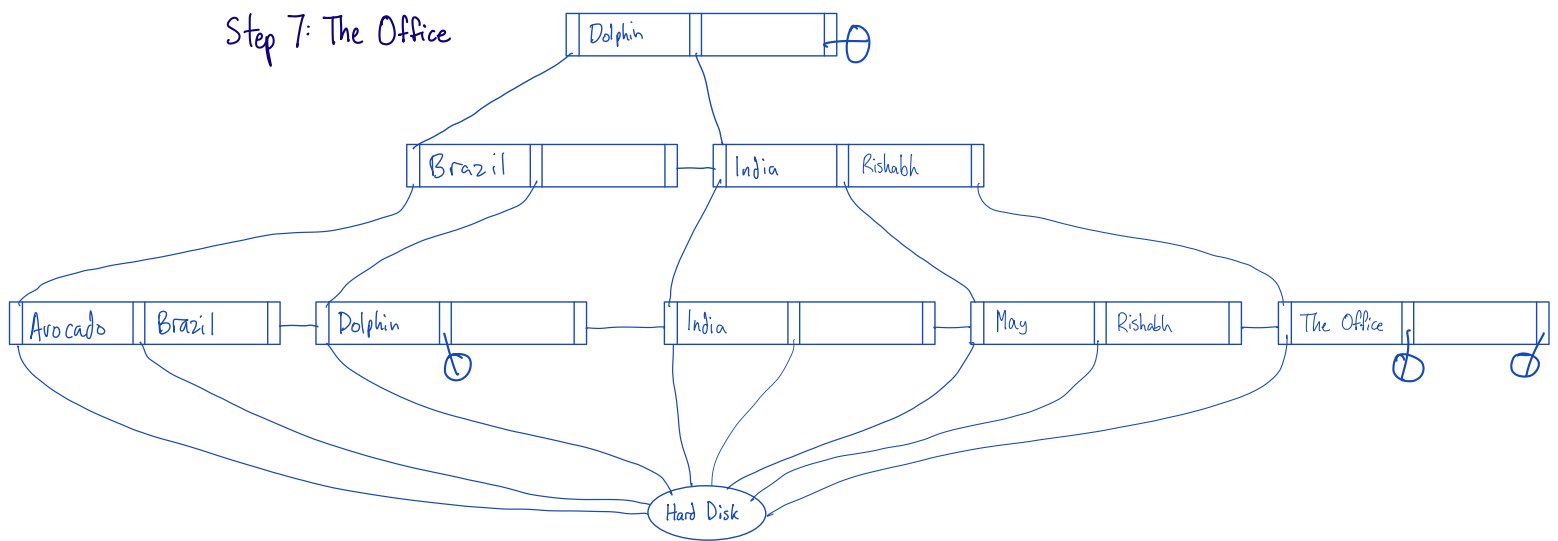 Step 7: The Office
Dolphin
Brazil
India
Rishabh
Avocado
Brazil
Dolphin
India
May
Rishabh
The Office
Hard Disk